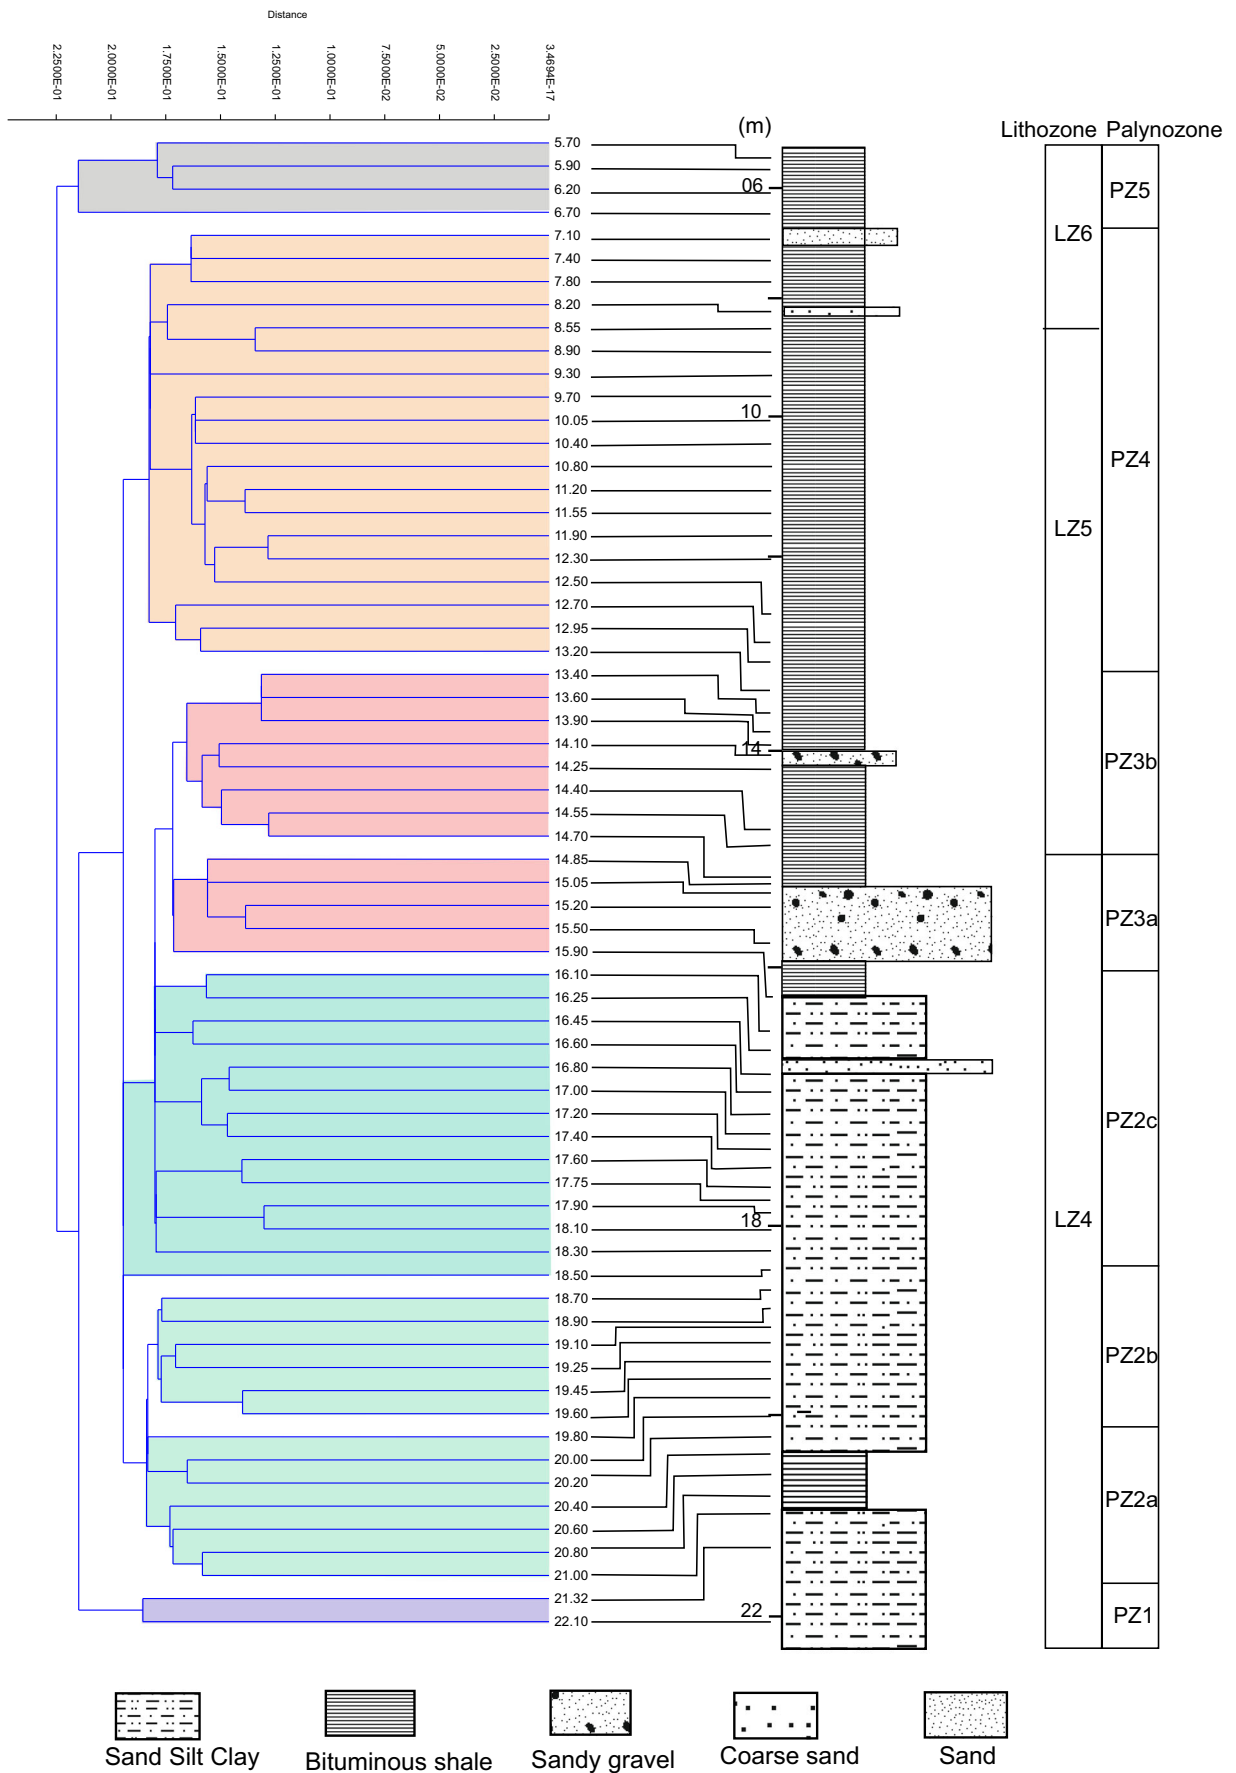 Distance
2.2500E-01
2.0000E-01
1.7500E-01
1.5000E-01
1.2500E-01
1.0000E-01
7.5000E-02
5.0000E-02
2.5000E-02
3.4694E-17
(m)
Lithozone Palynozone
5.70
5.90
6.20
6.70
7.10
7.40
7.80
8.20
8.55
8.90
9.30
9.70
10.05
10.40
10.80
11.20
11.55
11.90
12.30
12.50
12.70
12.95
13.20
13.40
13.60
13.90
14.10
14.25
14.40
14.55
14.70
14.85
15.05
15.20
15.50
15.90
16.10
16.25
16.45
16.60
16.80
17.00
17.20
17.40
17.60
17.75
17.90
18.10
18.30
18.50
18.70
18.90
19.10
19.25
19.45
19.60
19.80
20.00
20.20
20.40
20.60
20.80
21.00
21.32
22.10
06
10
14
18
22
LZ6
LZ5
LZ4
PZ5
PZ4
PZ3b
PZ3a
PZ2c
PZ2b
PZ2a
PZ1
Sand Silt Clay
Bituminous shale
Sandy gravel
Coarse sand
Sand